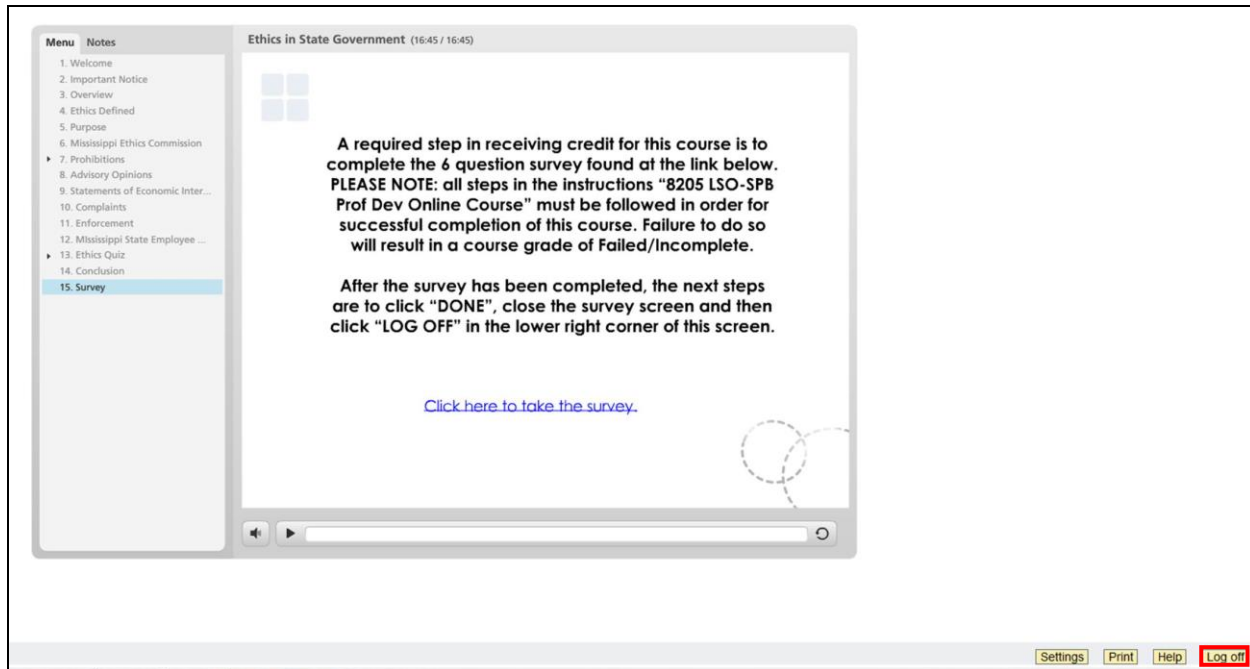 Menu Notes
1. Welcome
2. Important Notice
3. Overview
4. Ethics Defined
5. Purpose
6. Mississippi Ethics Commission
7. Prohibitions
8. Advisory Opinions
9. Statements of Economic Inter...
10. Complaints
11. Enforcement
12. MIssissippi State Employee ...
13. Ethics Quiz
14. Conclusion
15. Survey
Ethics in State Government (16:45 / 16:45)
A required step in receiving credit for this course is to
complete the 6 question survey found at the link below.
PLEASE NOTE: all steps in the instructions “8205 LSO-SPB
Prof Dev Online Course” must be followed in order for
successful completion of this course. Failure to do so
will result in a course grade of Failed/Incomplete.
After the survey has been completed, the next steps
are to click “DONE”, close the survey screen and then
click “LOG OFF” in the lower right corner of this screen.
Click here to take the survey.
Settings Print Help Log off